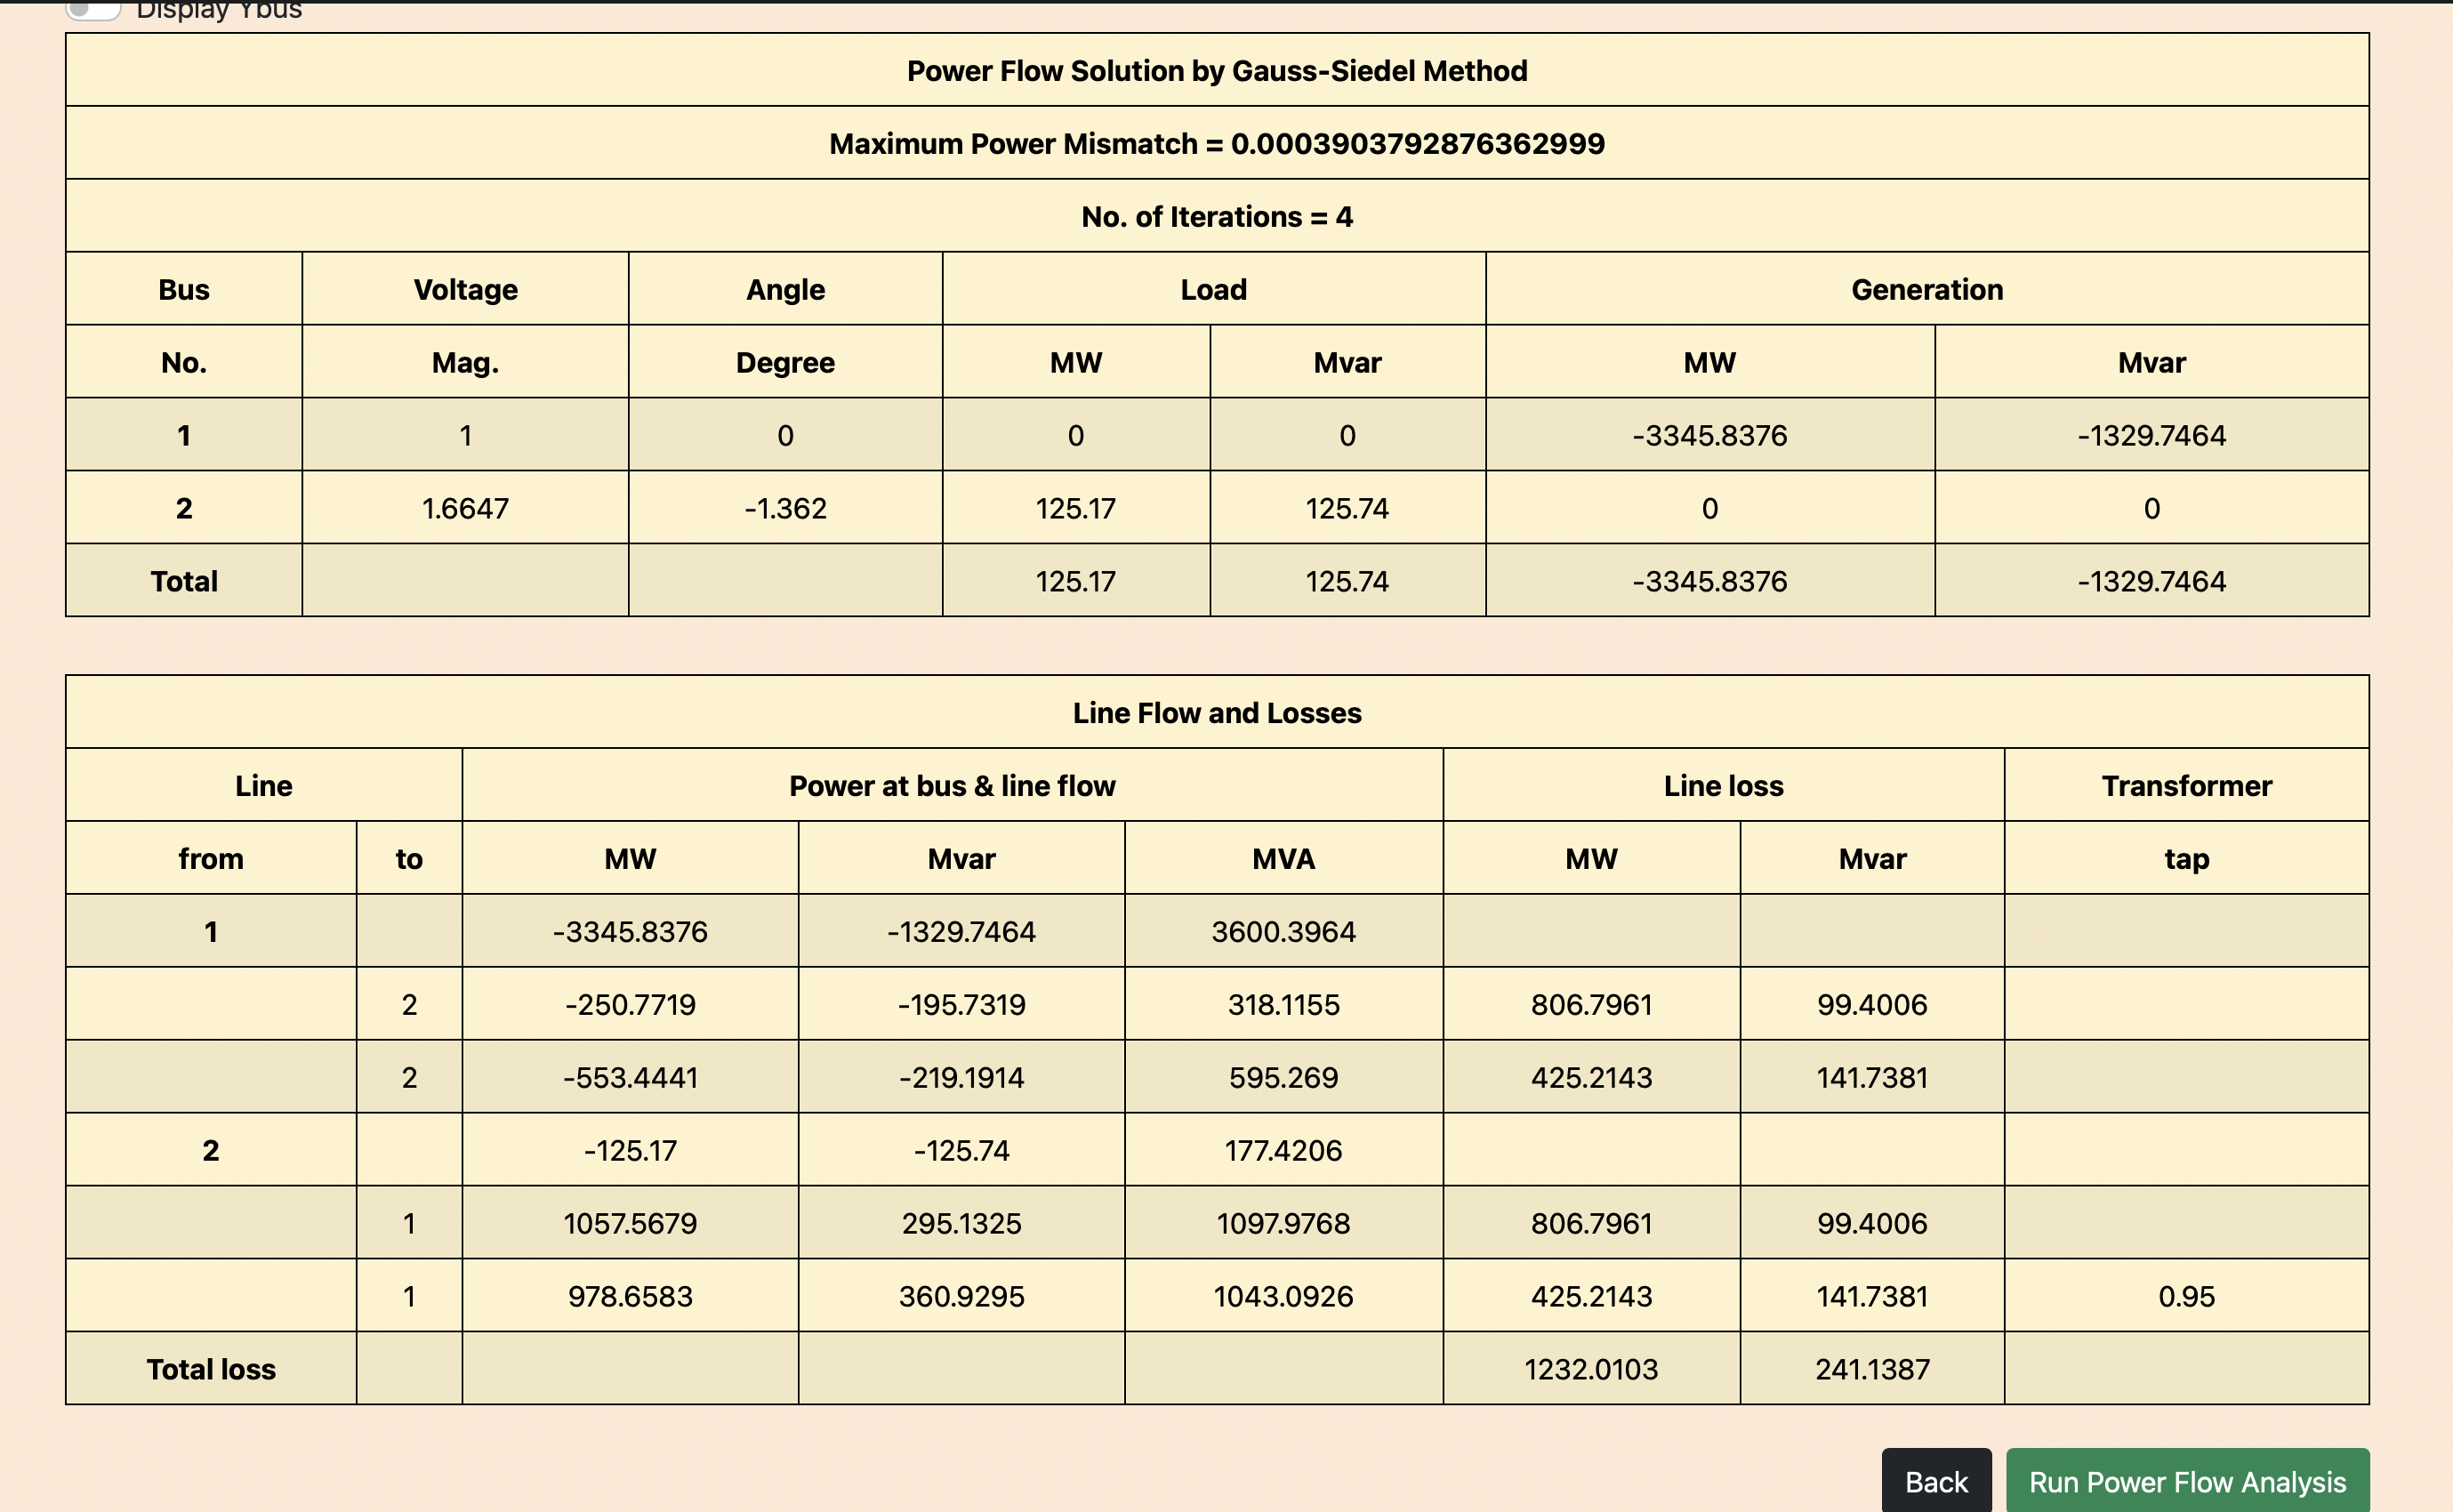 Display Ybus
Power Flow Solution by Gauss-Siedel Method
Maximum Power Mismatch = 0.0003903792876362999
No. of Iterations = 4
Bus Voltage Angle Load Generation
No. Mag. Degree MW Mvar MW Mvar
1 1 0 0 0 -3345.8376 -1329.7464
2 1.6647 -1.362 125.17 125.74 0 0
Total 125.17 125.74 -3345.8376 -1329.7464
Line Flow and Losses
Line Power at bus & line flow Line loss Transformer
from to MW Mvar MVA MW Mvar tap
1 -3345.8376 -1329.7464 3600.3964
2 -250.7719 -195.7319 318.1155 806.7961 99.4006
2 -553.4441 -219.1914 595.269 425.2143 141.7381
2 -125.17 -125.74 177.4206
1 1057.5679 295.1325 1097.9768 806.7961 99.4006
1 978.6583 360.9295 1043.0926 425.2143 141.7381 0.95
Total loss 1232.0103 241.1387
Back Run Power Flow Analysis